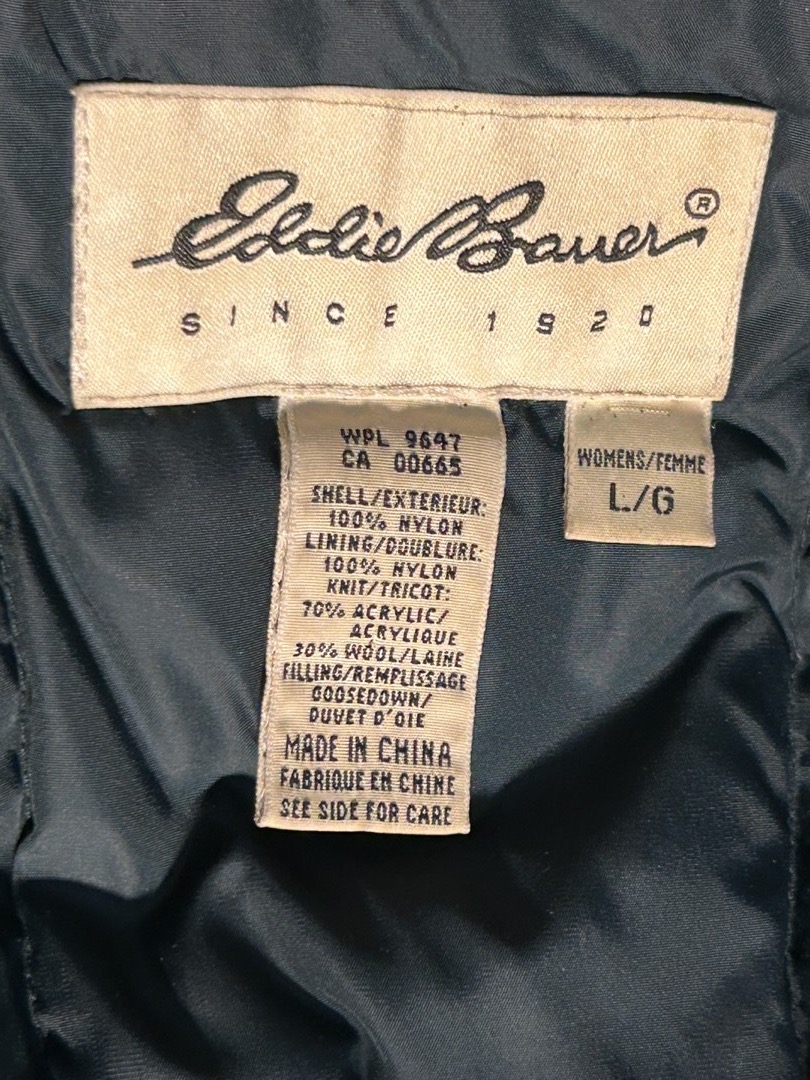 Eddie Bauer®
SINCE 1920
WPL 9647
CA 00665
SHELL/EXTERIEUR:
100% NYLON
LINING/DOUBLURE:
100% NYLON
KNIT/TRICOT:
70% ACRYLIC/
ACRYLIQUE
30% WOOL/LAINE
FILLING/REMPLISSAGE
GOOSEDOWN/
DUVET D'OIE
MADE IN CHINA
FABRIQUE EN CHINE
SEE SIDE FOR CARE
WOMENS/FEMME
L/G